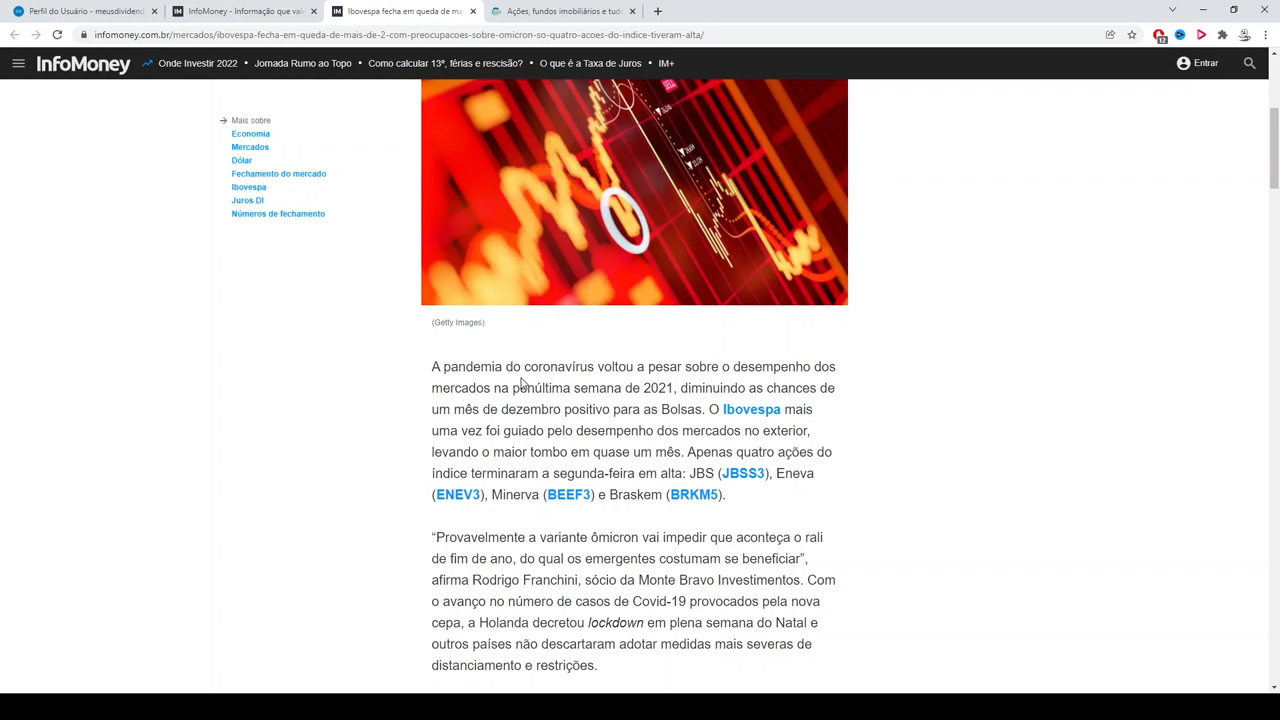 Perfil do Usuário – meusdividend
InfoMoney - Informação que vale
Ibovespa fecha em queda de ma
Ações, fundos imobiliários e tud
infomoney.com.br/mercados/ibovespa-fecha-em-queda-de-mais-de-2-com-preocupacoes-sobre-omicron-so-quatro-acoes-do-indice-tiveram-alta/
12
InfoMoney
Onde Investir 2022 • Jornada Rumo ao Topo • Como calcular 13º, férias e rescisão? • O que é a Taxa de Juros • IM+
Entrar
SELL
Mais sobre
Economia
Mercados
Dólar
Fechamento do mercado
Ibovespa
Juros DI
Números de fechamento
(Getty Images)
A pandemia do coronavírus voltou a pesar sobre o desempenho dos
mercados na penúltima semana de 2021, diminuindo as chances de
um mês de dezembro positivo para as Bolsas. O Ibovespa mais
uma vez foi guiado pelo desempenho dos mercados no exterior,
levando o maior tombo em quase um mês. Apenas quatro ações do
índice terminaram a segunda-feira em alta: JBS (JBSS3), Eneva
(ENEV3), Minerva (BEEF3) e Braskem (BRKM5).
“Provavelmente a variante ômicron vai impedir que aconteça o rali
de fim de ano, do qual os emergentes costumam se beneficiar”,
afirma Rodrigo Franchini, sócio da Monte Bravo Investimentos. Com
o avanço no número de casos de Covid-19 provocados pela nova
cepa, a Holanda decretou lockdown em plena semana do Natal e
outros países não descartaram adotar medidas mais severas de
distanciamento e restrições.